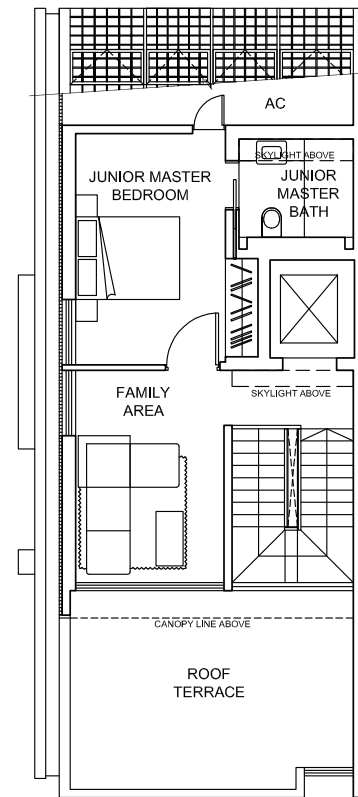 AC
SKYLIGHT ABOVE
JUNIOR MASTER
BEDROOM
JUNIOR
MASTER
BATH
FAMILY
AREA
SKYLIGHT ABOVE
CANOPY LINE ABOVE
ROOF
TERRACE